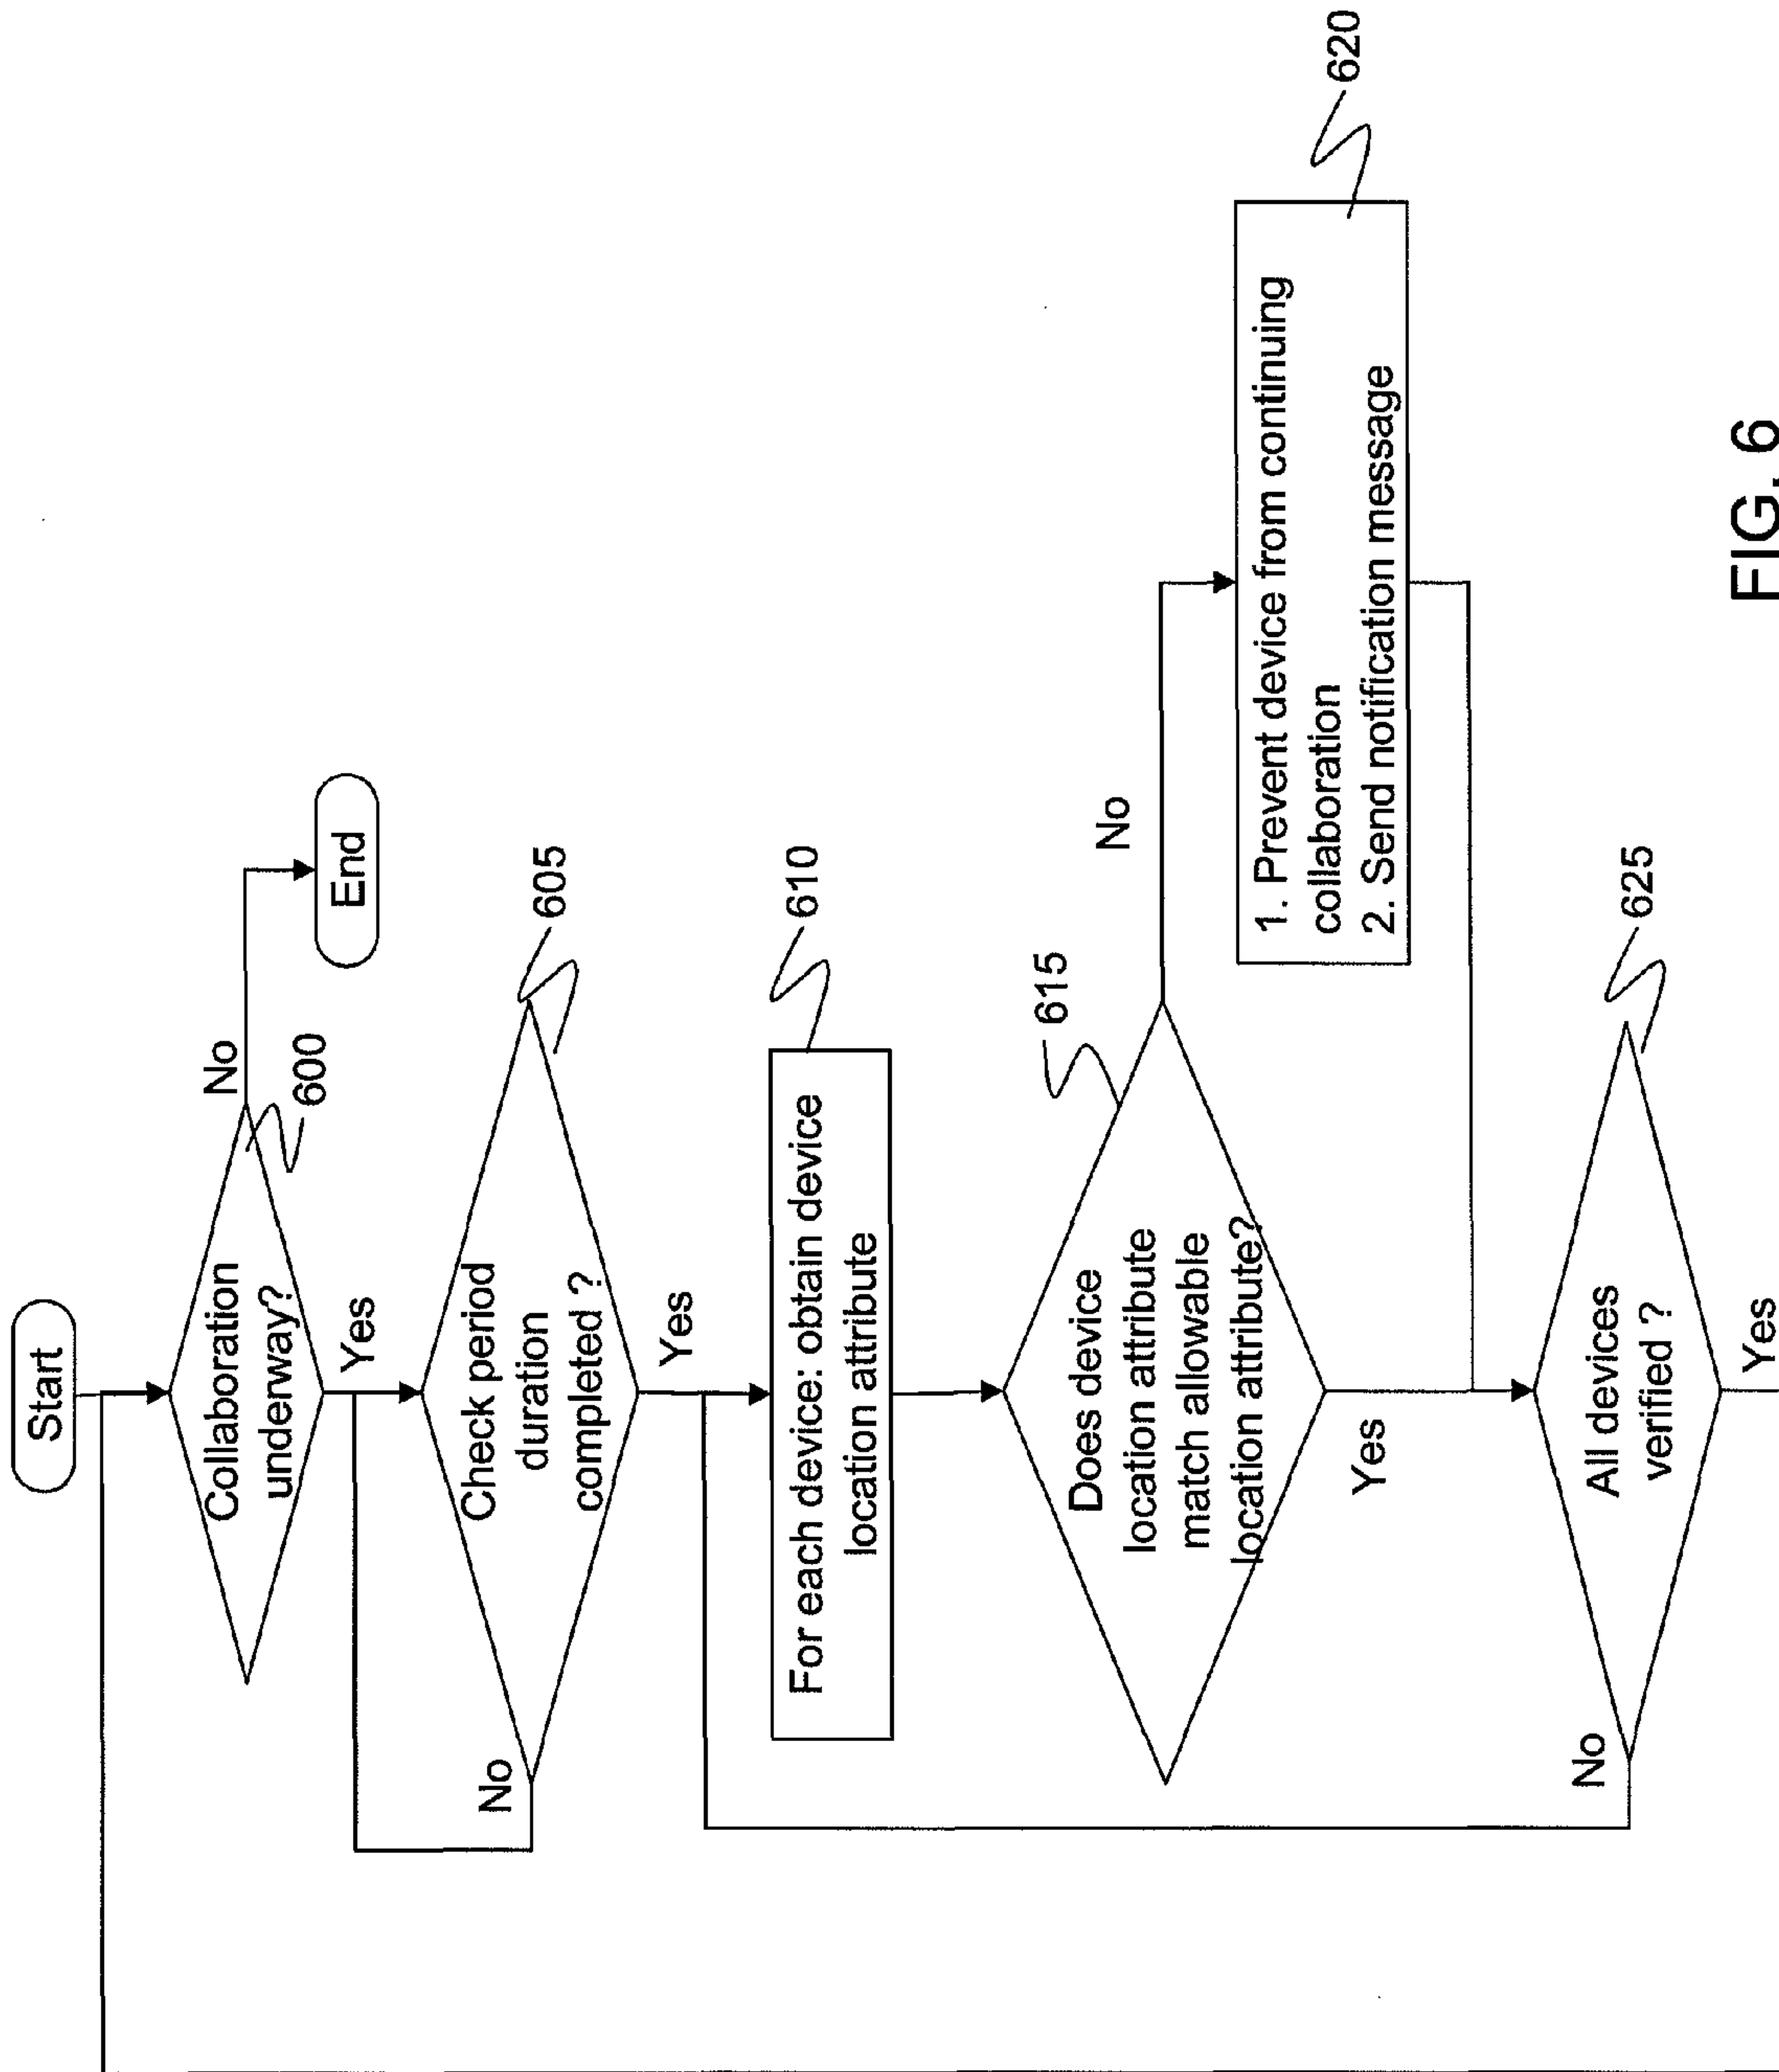 Start
Collaboration
underway?
No
600
End
Yes
Check period
duration
completed ?
605
No
Yes
For each device: obtain device
location attribute
610
Does device
location attribute
match allowable
location attribute?
615
No
1. Prevent device from continuing
collaboration
2. Send notification message
620
Yes
All devices
verified ?
625
No
Yes
FIG. 6